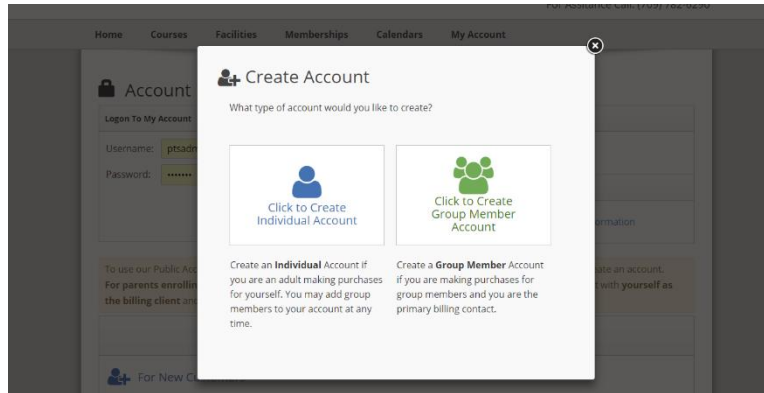 For Assitance Call: (709) 782-0290
Home Courses Facilities Memberships Calendars My Account
Create Account
Account
What type of account would you like to create?
Logon To My Account
Username: ptsadm
Password:
Click to Create
Individual Account
Click to Create
Group Member
Account
ormation
Create an Individual Account if
you are an adult making purchases
for yourself. You may add group
members to your account at any
time.
Create a Group Member Account
if you are making purchases for
group members and you are the
primary billing contact.
To use our Public Acc
ate an account.
For parents enrollin
t with yourself as
the billing client and
For New Customers